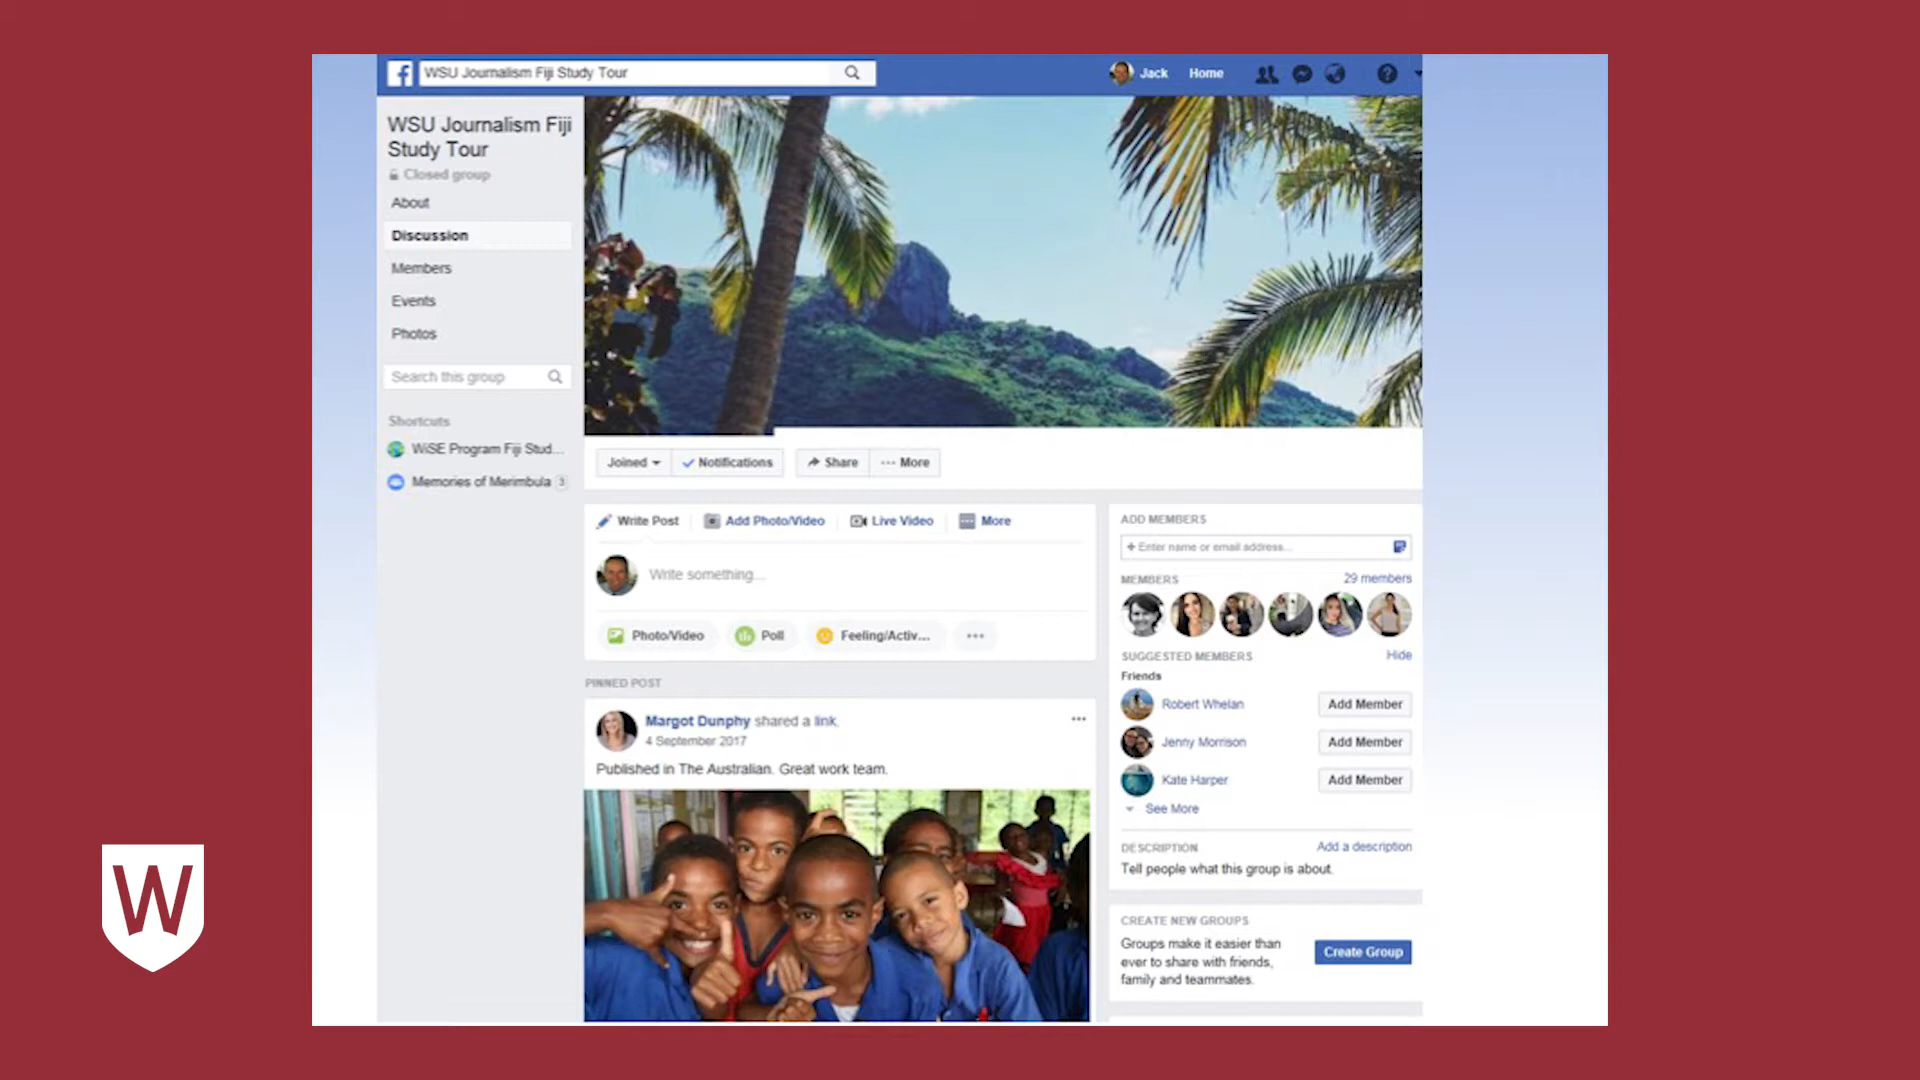 WSU Journalism Fiji Study Tour
Jack
Home
WSU Journalism Fiji
Study Tour
Closed group
About
Discussion
Members
Events
Photos
Search this group
Shortcuts
WiSE Program Fiji Stud...
Memories of Merimbula 3
Joined
Notifications
Share
More
Write Post
Add Photo/Video
Live Video
More
Write something...
Photo/Video
Poll
Feeling/Activ...
PINNED POST
Margot Dunphy shared a link.
4 September 2017
Published in The Australian. Great work team.
ADD MEMBERS
+ Enter name or email address...
MEMBERS
29 members
SUGGESTED MEMBERS
Hide
Friends
Robert Whelan
Add Member
Jenny Morrison
Add Member
Kate Harper
Add Member
See More
DESCRIPTION
Add a description
Tell people what this group is about.
CREATE NEW GROUPS
Groups make it easier than
ever to share with friends,
family and teammates.
Create Group
W